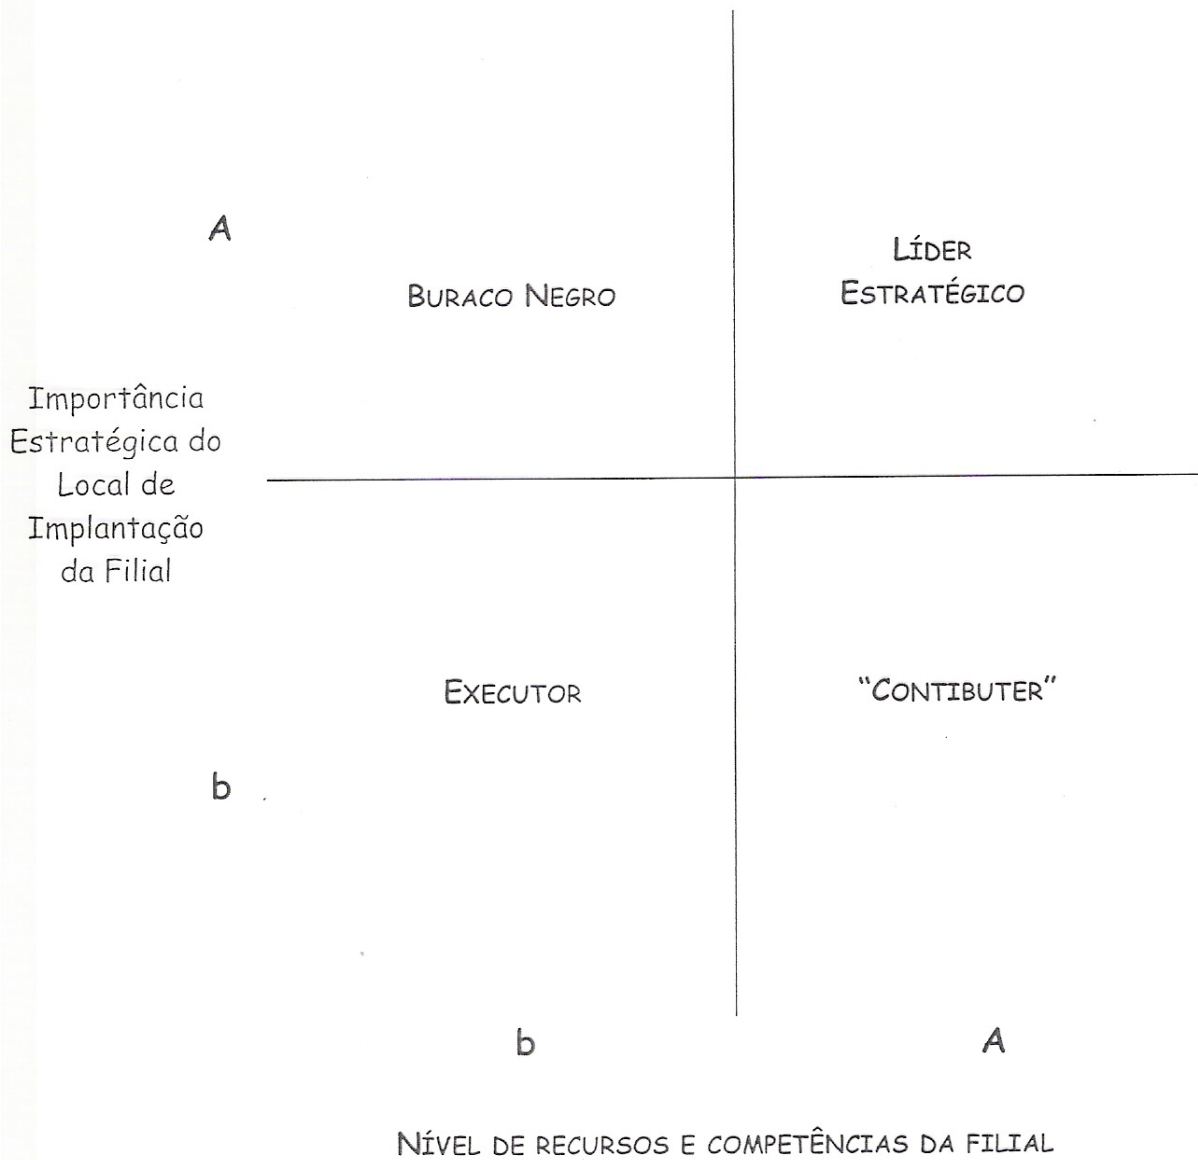 A
BURACO NEGRO
LÍDER
ESTRATÉGICO
Importância
Estratégica do
Local de
Implantação
da Filial
EXECUTOR
"CONTIBUTER"
b
b
A
NÍVEL DE RECURSOS E COMPETÊNCIAS DA FILIAL